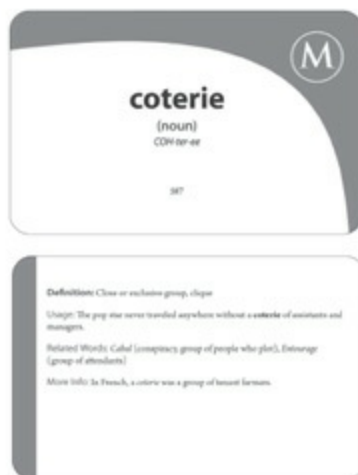 M
coterie
(noun)
COH-ter-ee
587
Definition: Close or exclusive group, clique
Usage: The pop star never traveled anywhere without a coterie of assistants and
managers.
Related Words: Cabal (conspiracy, group of people who plot), Entourage
(group of attendants)
More Info: In French, a coterie was a group of tenant farmers.